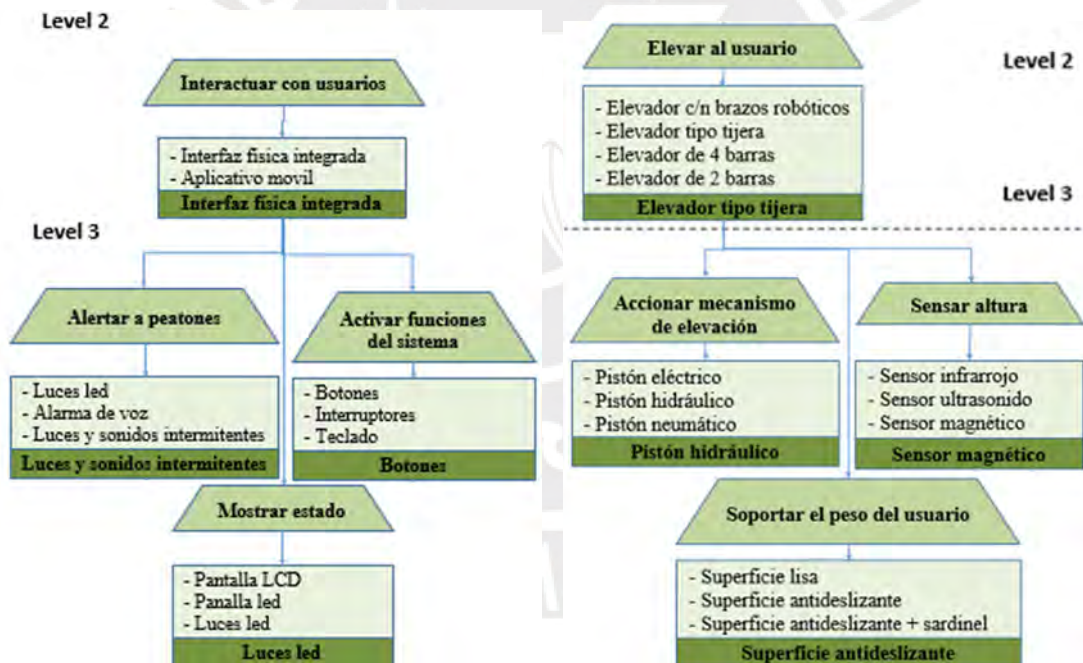 Level 2
Interactuar con usuarios
- Interfaz física integrada
- Aplicativo movil
Interfaz física integrada
Level 3
Alertar a peatones
- Luces led
- Alarma de voz
- Luces y sonidos intermitentes
Luces y sonidos intermitentes
Activar funciones
del sistema
- Botones
- Interruptores
- Teclado
Botones
Mostrar estado
- Pantalla LCD
- Panalla led
- Luces led
Luces led
Elevar al usuario
Level 2
- Elevador c/n brazos robóticos
- Elevador tipo tijera
- Elevador de 4 barras
- Elevador de 2 barras
Elevador tipo tijera
Level 3
Accionar mecanismo
de elevación
- Pistón eléctrico
- Pistón hidráulico
- Pistón neumático
Pistón hidráulico
Sensar altura
- Sensor infrarrojo
- Sensor ultrasonido
- Sensor magnético
Sensor magnético
Soportar el peso del usuario
- Superficie lisa
- Superficie antideslizante
- Superficie antideslizante + sardinel
Superficie antideslizante